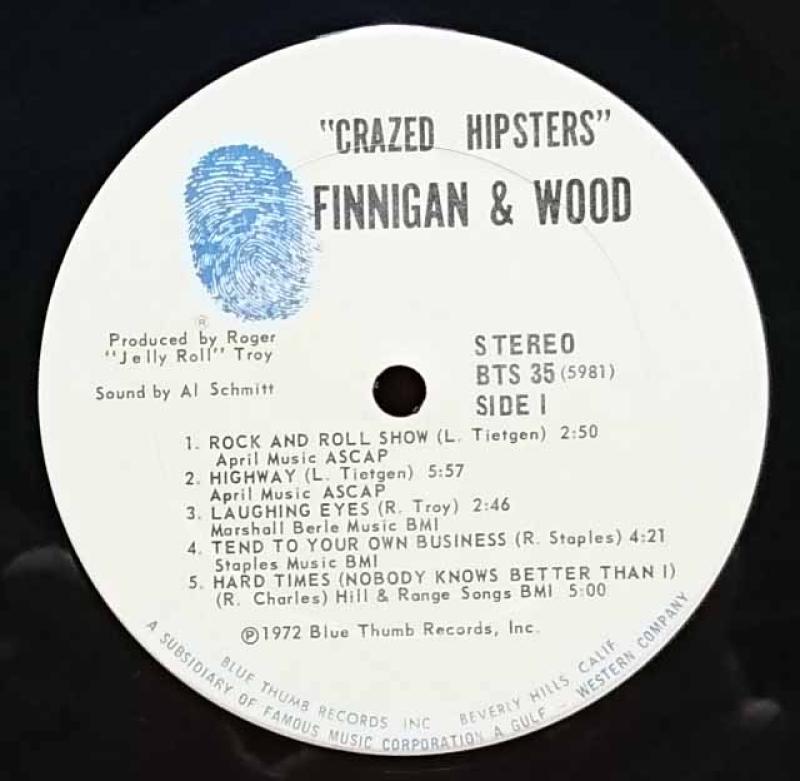 "CRAZED HIPSTERS"
FINNIGAN & WOOD
®
Produced by Roger
"Jelly Roll" Troy
Sound by Al Schmitt
STEREO
BTS 35 (5981)
SIDE I
1. ROCK AND ROLL SHOW (L. Tietgen) 2:50
April Music ASCAP
2. HIGHWAY (L. Tietgen) 5:57
April Music ASCAP
3. LAUGHING EYES (R. Troy) 2:46
Marshall Berle Music BMI
4. TEND TO YOUR OWN BUSINESS (R. Staples) 4:21
Staples Music BMI
5. HARD TIMES (NOBODY KNOWS BETTER THAN I)
(R. Charles) Hill & Range Songs BMI 5:00
℗1972 Blue Thumb Records, Inc.
BLUE THUMB RECORDS INC BEVERLY HILLS CALIF
A SUBSIDIARY OF FAMOUS MUSIC CORPORATION A GULF – WESTERN COMPANY